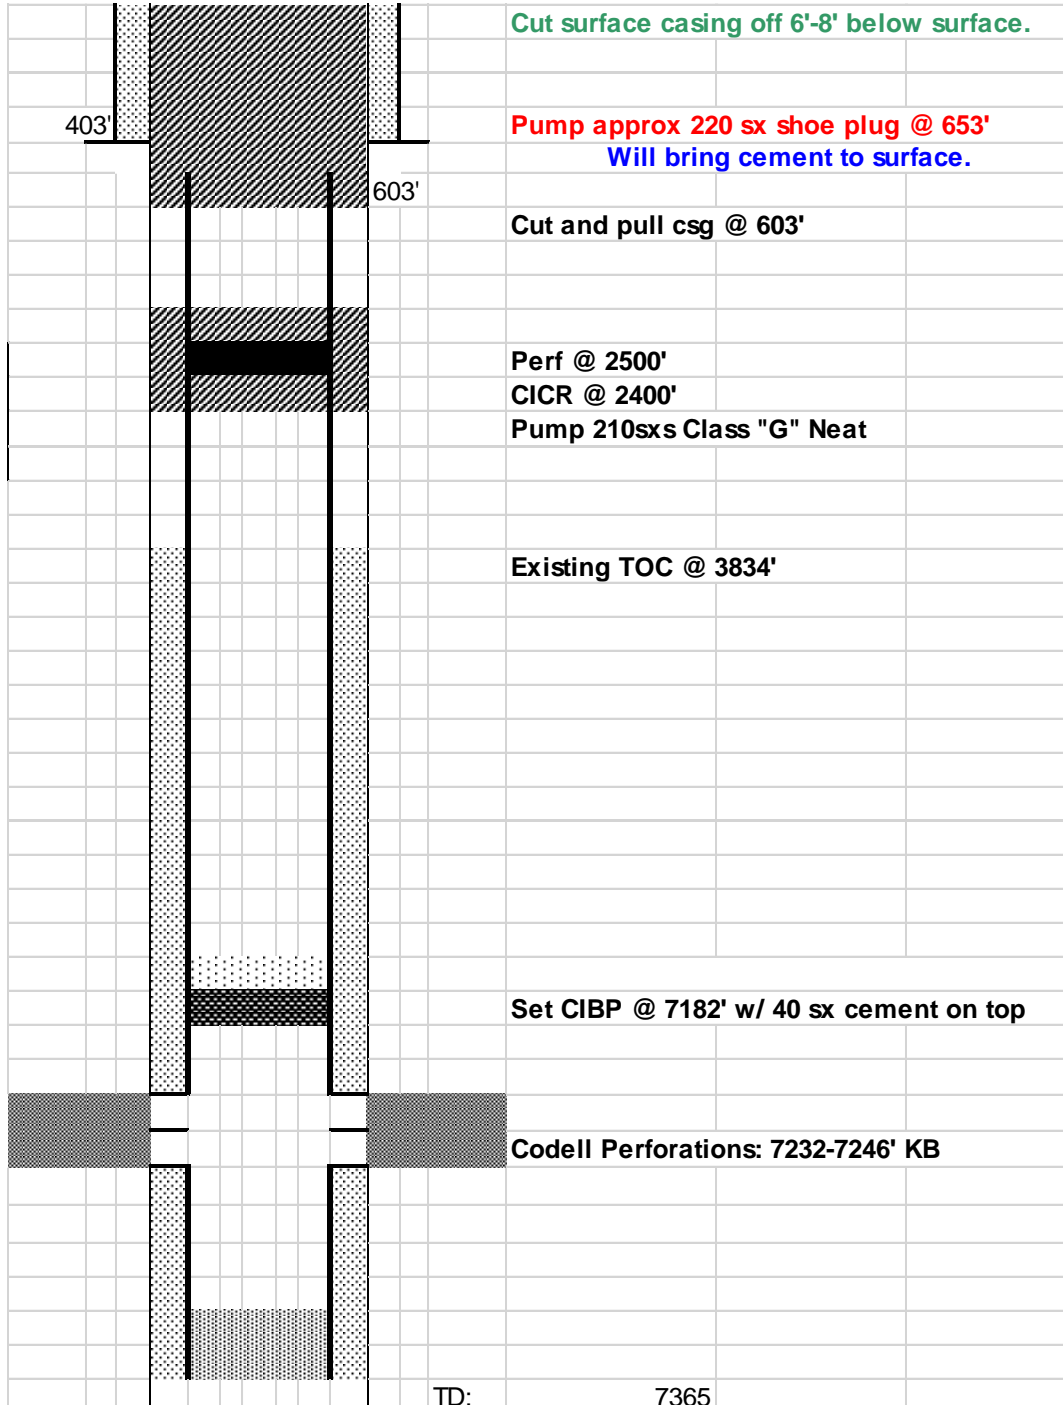 Cut surface casing off 6'-8' below surface.
403'
Pump approx 220 sx shoe plug @ 653'
Will bring cement to surface.
603'
Cut and pull csg @ 603'
Perf @ 2500'
CICR @ 2400'
Pump 210sxs Class "G" Neat
Existing TOC @ 3834'
Set CIBP @ 7182' w/ 40 sx cement on top
Codell Perforations: 7232-7246' KB
TD: 7365